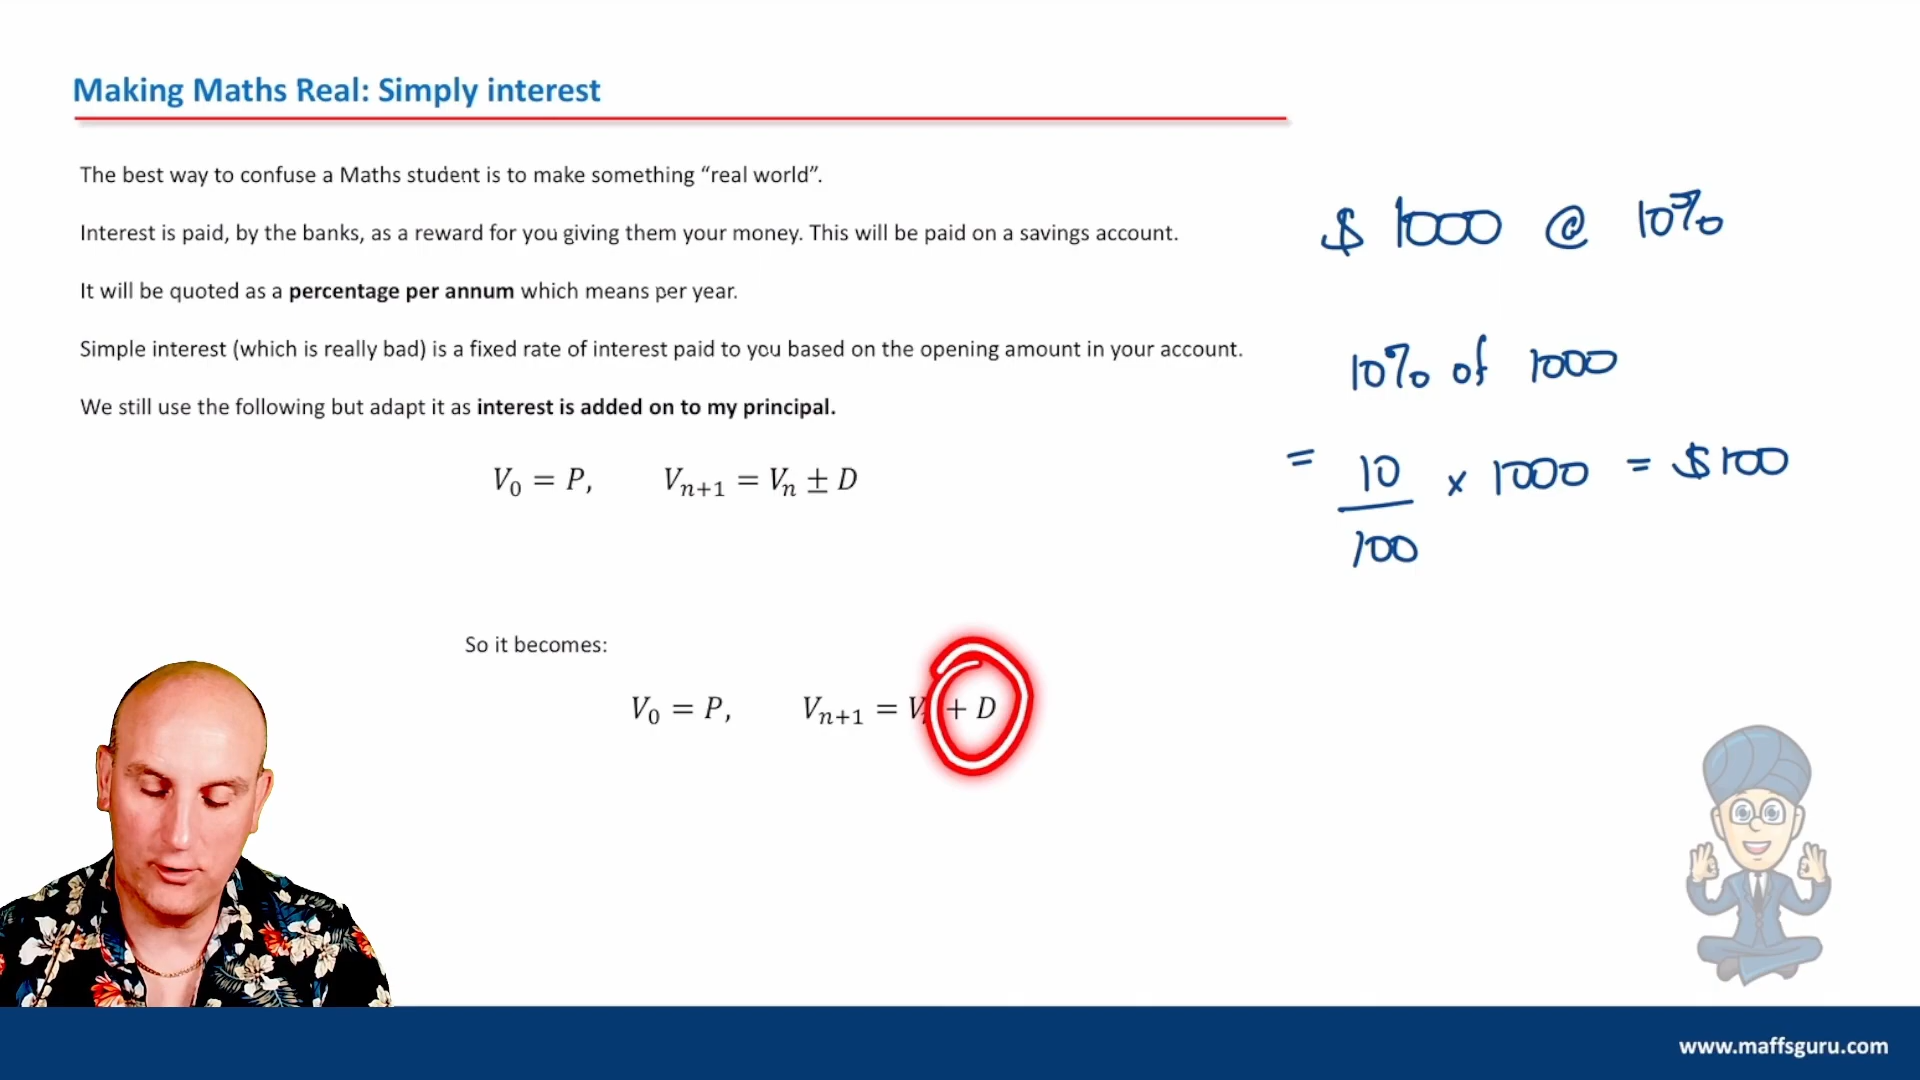 Making Maths Real: Simply interest
The best way to confuse a Maths student is to make something “real world”.
Interest is paid, by the banks, as a reward for you giving them your money. This will be paid on a savings account.
It will be quoted as a percentage per annum which means per year.
Simple interest (which is really bad) is a fixed rate of interest paid to you based on the opening amount in your account.
We still use the following but adapt it as interest is added on to my principal.
V₀ = P, Vₙ₊₁ = Vₙ ± D
So it becomes:
V₀ = P, Vₙ₊₁ = V + D
$ 1000 @ 10%
10% of 1000
= 10/100 × 1000 = $100
www.maffsguru.com